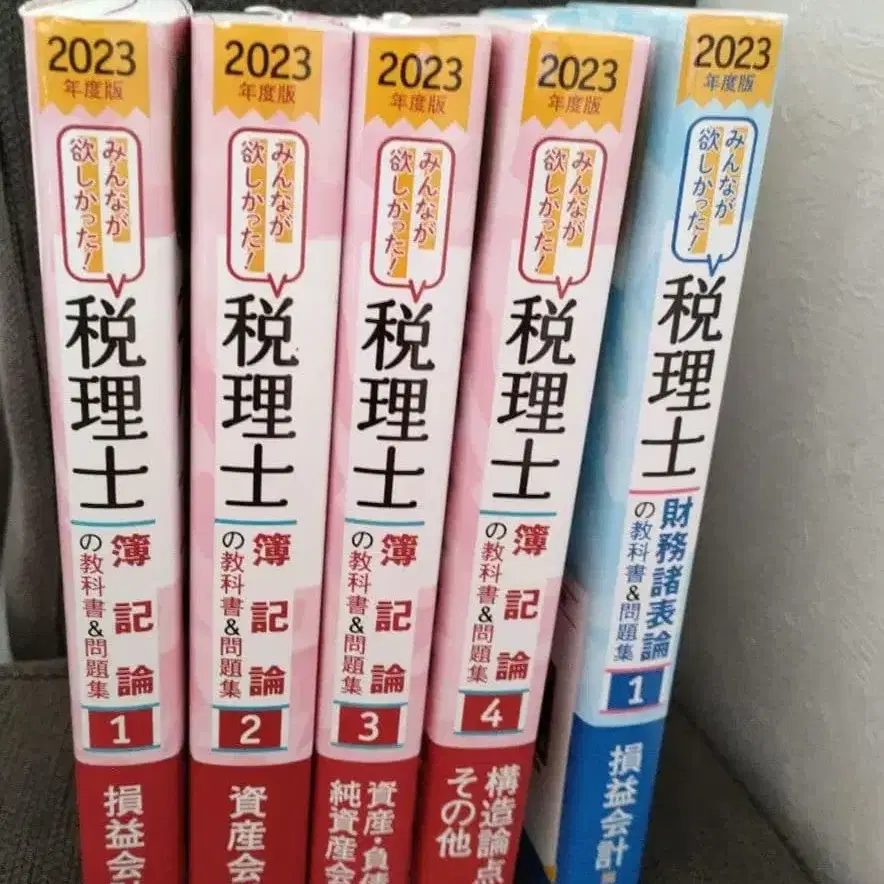 2023
年度版
みんなが
欲しかった!
税理士
簿記論
の教科書&問題集
1
損益会計
2023
年度版
みんなが
欲しかった!
税理士
簿記論
の教科書&問題集
2
資産会
2023
年度版
みんなが
欲しかった!
税理士
簿記論
の教科書&問題集
3
資産・負債
純資産会
2023
年度版
みんなが
欲しかった!
税理士
簿記論
の教科書&問題集
4
構造論点
その他
2023
年度版
みんなが
欲しかった!
税理士
財務諸表論
の教科書&問題集
1
損益会計